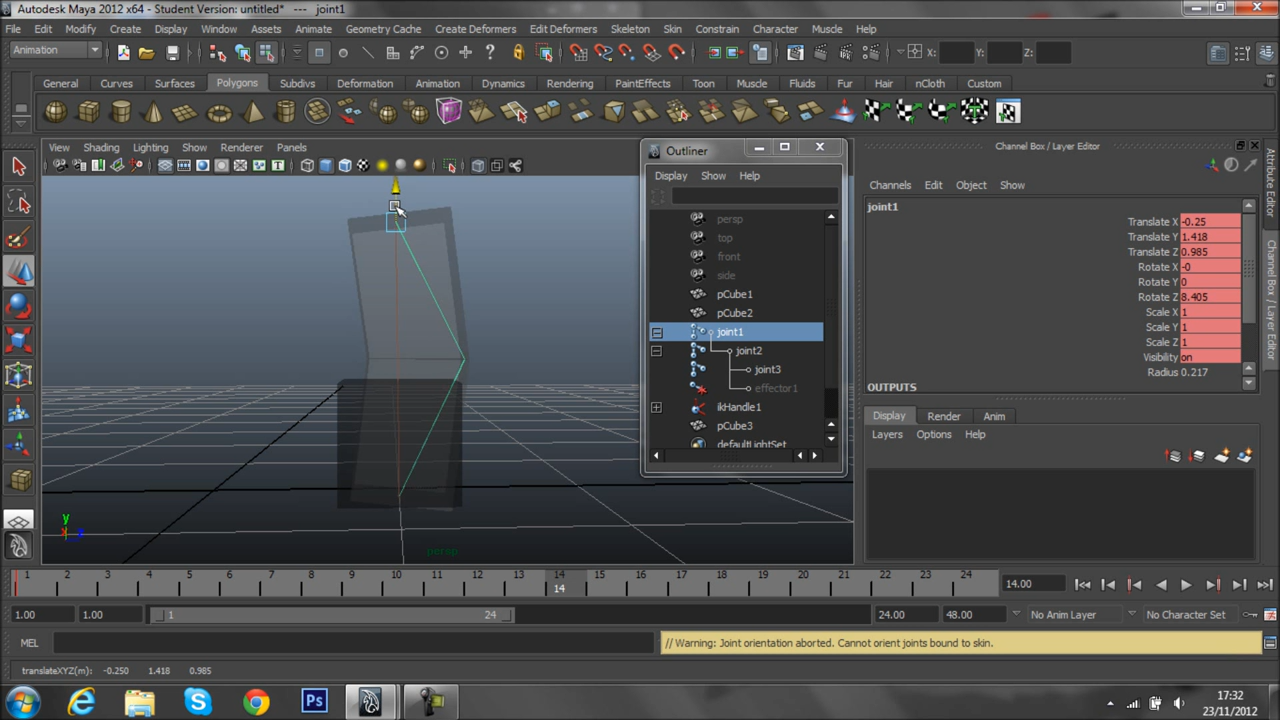 Autodesk Maya 2012 x64 - Student Version: untitled* --- joint1
File Edit Modify Create Display Window Assets Animate Geometry Cache Create Deformers Edit Deformers Skeleton Skin Constrain Character Muscle Help
Animation X: Y: Z:
General Curves Surfaces Polygons Subdivs Deformation Animation Dynamics Rendering PaintEffects Toon Muscle Fluids Fur Hair nCloth Custom
View Shading Lighting Show Renderer Panels
Outliner
Display Show Help
persp
top
front
side
pCube1
pCube2
joint1
joint2
joint3
effector1
ikHandle1
pCube3
defaultLightSet
y
x
z
persp
Channel Box / Layer Editor
Channels Edit Object Show
joint1
Translate X -0.25
Translate Y 1.418
Translate Z 0.985
Rotate X -0
Rotate Y 0
Rotate Z 8.405
Scale X 1
Scale Y 1
Scale Z 1
Visibility on
Radius 0.217
OUTPUTS
Display Render Anim
Layers Options Help
Attribute Editor
Channel Box / Layer Editor
1 2 3 4 5 6 7 8 9 10 11 12 13 14 15 16 17 18 19 20 21 22 23 24
14
14.00
1.00 1.00 1 24 24.00 48.00 No Anim Layer No Character Set
MEL // Warning: Joint orientation aborted. Cannot orient joints bound to skin.
translateXYZ(m): -0.250 1.418 0.985
Ps
17:32
23/11/2012